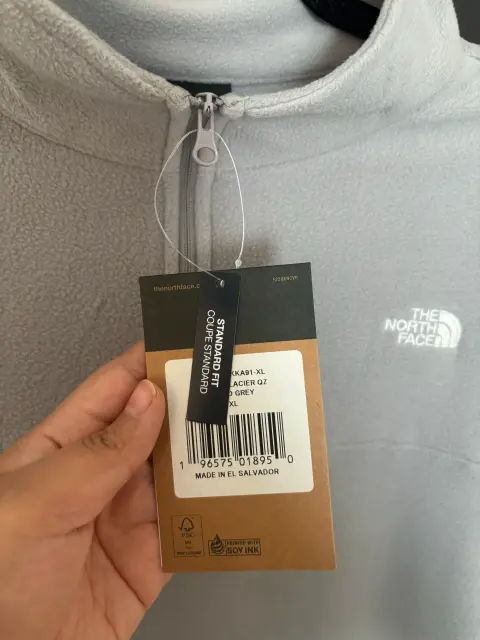 thenorthface.c
STANDARD FIT
COUPE STANDARD
THE
NORTH
FACE
KKA91-XL
LACIER QZ
GREY
XL
1 96575 01895 0
MADE IN EL SALVADOR
FSC
PRINTED WITH
SOY INK